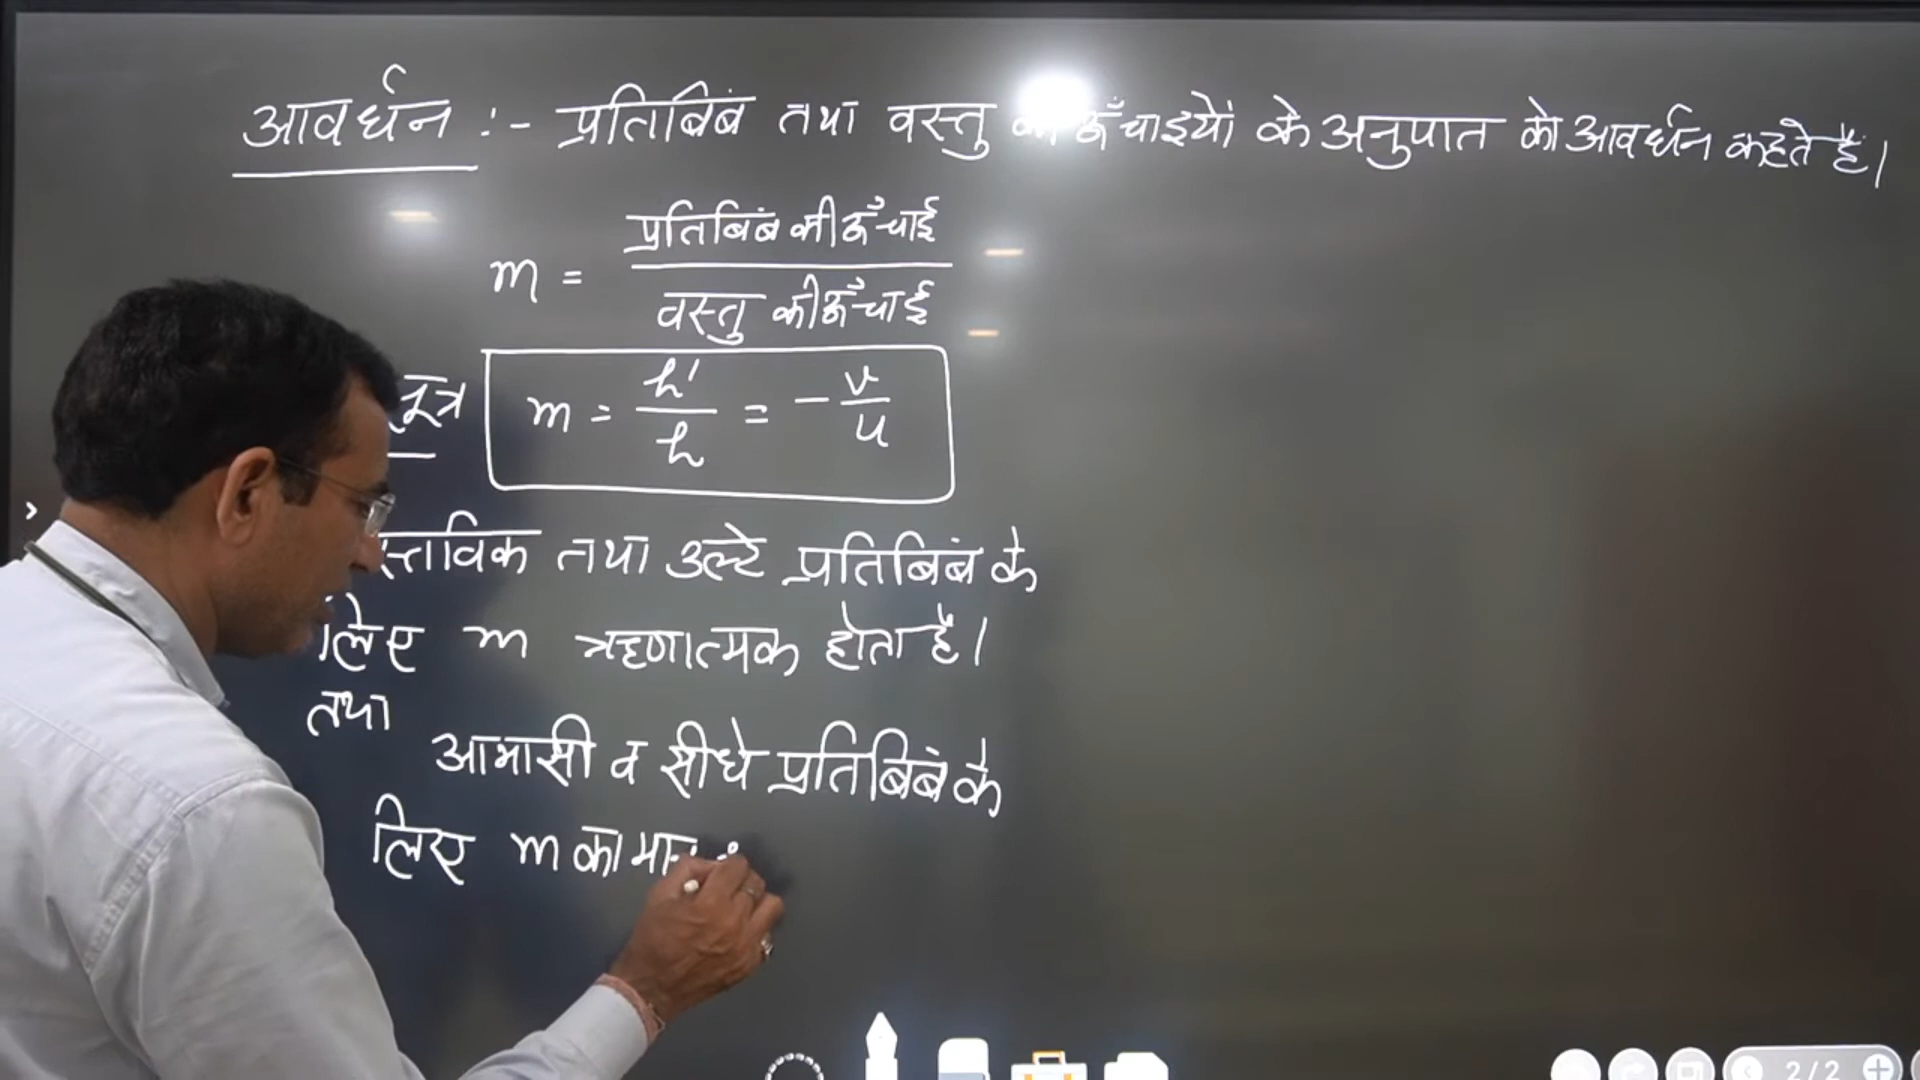 आवर्धन :- प्रतिबिंब तथा वस्तु ऊँचाइयों के अनुपात को आवर्धन कहते है।
m = प्रतिबिंब की ऊँचाई
वस्तु की ऊँचाई
m = h'/h = - v/u
तथा उल्टे प्रतिबिंब के
लिए m ऋणात्मक होता है।
तथा
आभासी व सीधे प्रतिबिंब के
लिए m का मान
2/2